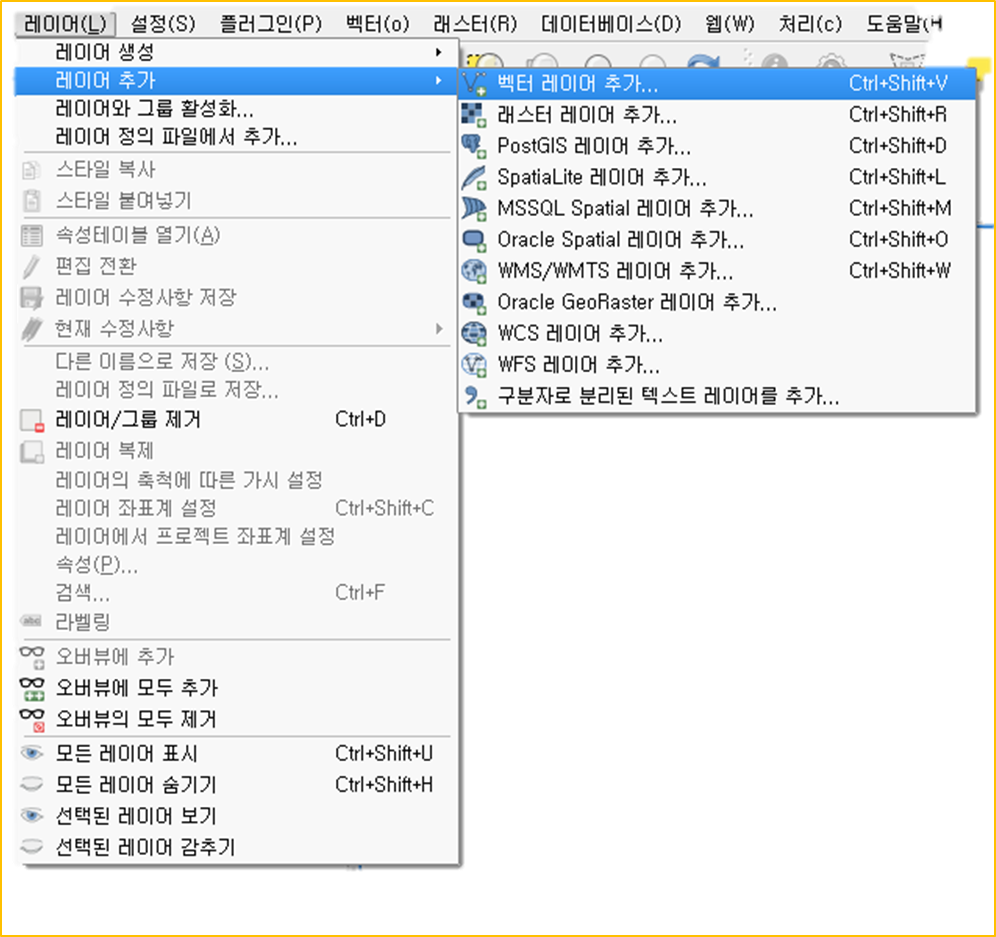 레이어(L) 설정(S) 플러그인(P) 벡터(o) 래스터(R) 데이터베이스(D) 웹(W) 처리(c) 도움말(H
레이어 생성
레이어 추가
레이어와 그룹 활성화...
레이어 정의 파일에서 추가...
스타일 복사
스타일 붙여넣기
속성테이블 열기(A)
편집 전환
레이어 수정사항 저장
현재 수정사항
다른 이름으로 저장 (S)...
레이어 정의 파일로 저장...
레이어/그룹 제거 Ctrl+D
레이어 복제
레이어의 축척에 따른 가시 설정
레이어 좌표계 설정 Ctrl+Shift+C
레이어에서 프로젝트 좌표계 설정
속성(P)...
검색... Ctrl+F
abc 라벨링
오버뷰에 추가
오버뷰에 모두 추가
오버뷰의 모두 제거
모든 레이어 표시 Ctrl+Shift+U
모든 레이어 숨기기 Ctrl+Shift+H
선택된 레이어 보기
선택된 레이어 감추기
벡터 레이어 추가... Ctrl+Shift+V
래스터 레이어 추가... Ctrl+Shift+R
PostGIS 레이어 추가... Ctrl+Shift+D
SpatiaLite 레이어 추가... Ctrl+Shift+L
MSSQL Spatial 레이어 추가... Ctrl+Shift+M
Oracle Spatial 레이어 추가... Ctrl+Shift+O
WMS/WMTS 레이어 추가... Ctrl+Shift+W
Oracle GeoRaster 레이어 추가...
WCS 레이어 추가...
WFS 레이어 추가...
구분자로 분리된 텍스트 레이어를 추가...